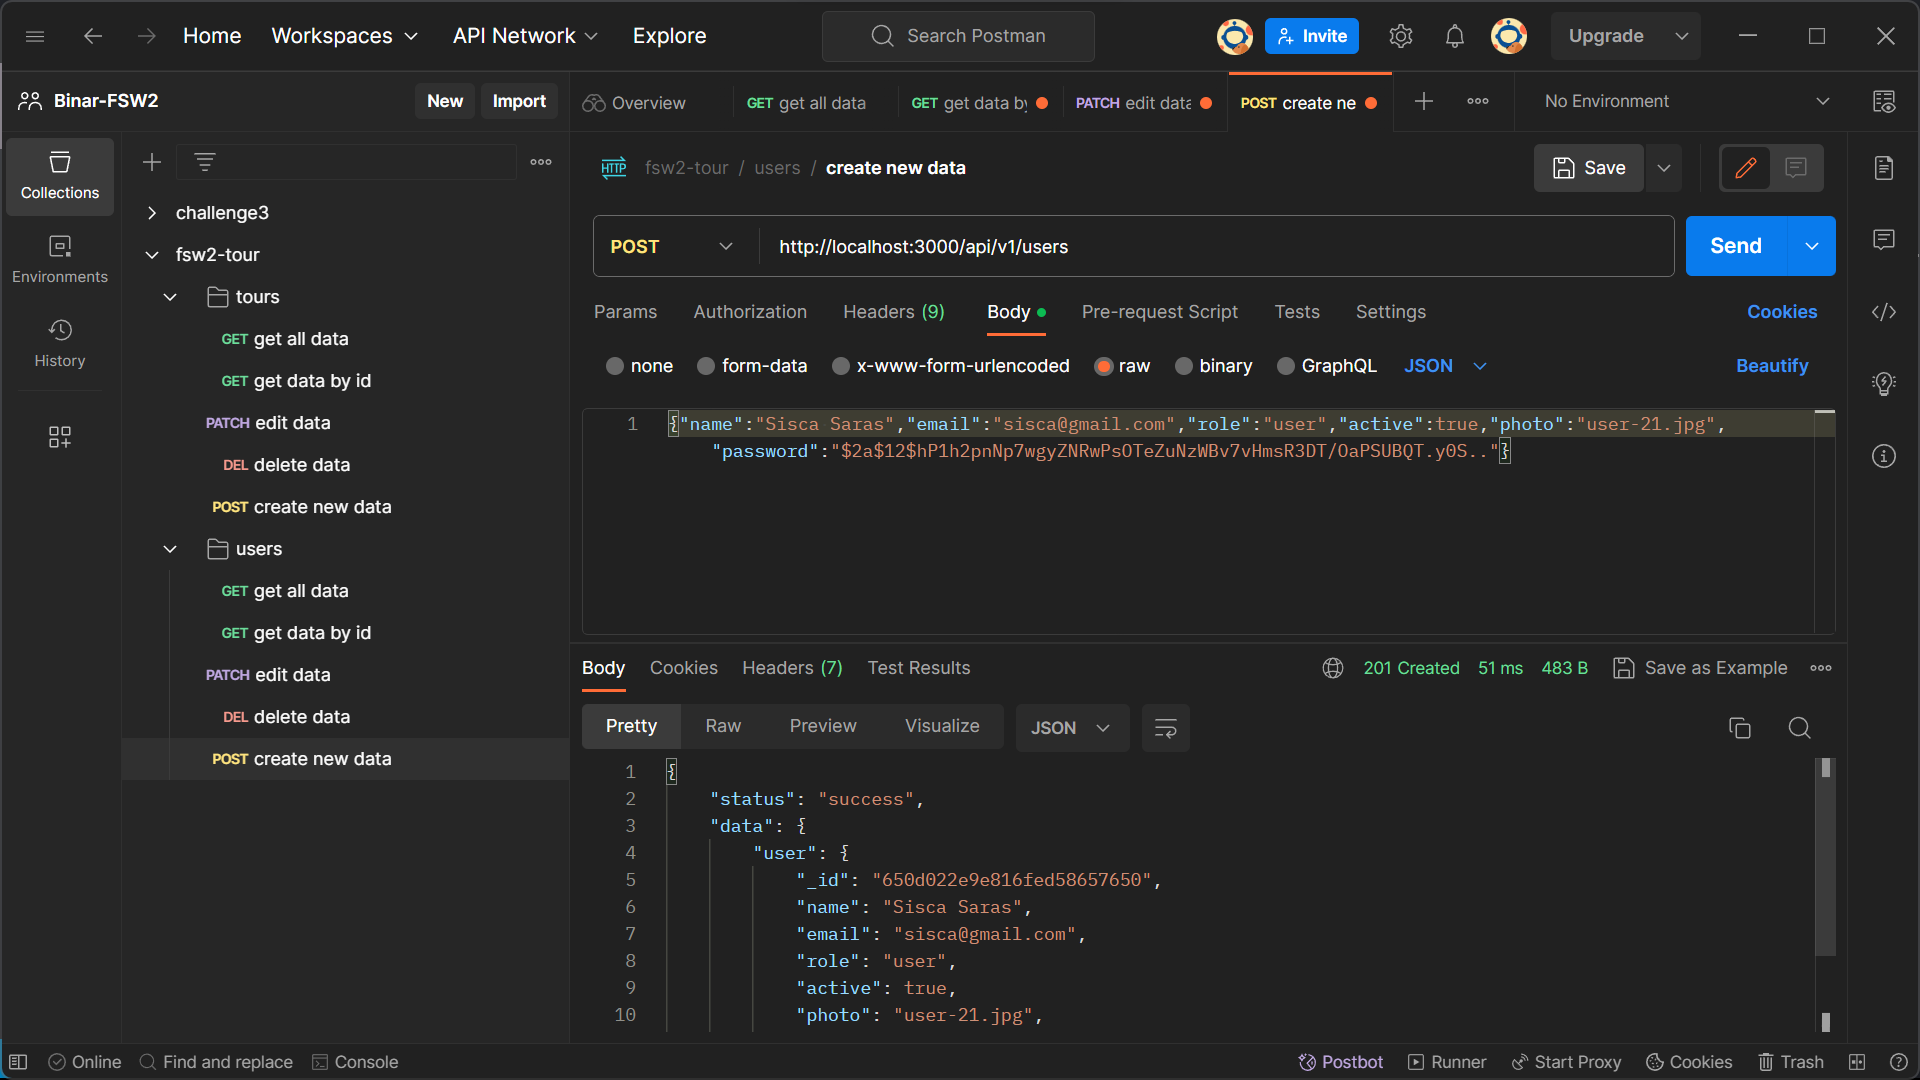 Home Workspaces API Network Explore Search Postman Invite Upgrade
Binar-FSW2 New Import
Overview GET get all data GET get data by PATCH edit data POST create ne No Environment
Collections
Environments
History
challenge3
fsw2-tour
tours
GET get all data
GET get data by id
PATCH edit data
DEL delete data
POST create new data
users
GET get all data
GET get data by id
PATCH edit data
DEL delete data
POST create new data
HTTP fsw2-tour / users / create new data Save
POST http://localhost:3000/api/v1/users Send
Params Authorization Headers (9) Body Pre-request Script Tests Settings Cookies
none form-data x-www-form-urlencoded raw binary GraphQL JSON Beautify
1 {"name":"Sisca Saras","email":"sisca@gmail.com","role":"user","active":true,"photo":"user-21.jpg",
"password":"$2a$12$hP1h2pnNp7wgyZNRwPsOTeZuNzWBv7vHmsR3DT/OaPSUBQT.y0S.."}
Body Cookies Headers (7) Test Results 201 Created 51 ms 483 B Save as Example
Pretty Raw Preview Visualize JSON
1 {
2 "status": "success",
3 "data": {
4 "user": {
5 "_id": "650d022e9e816fed58657650",
6 "name": "Sisca Saras",
7 "email": "sisca@gmail.com",
8 "role": "user",
9 "active": true,
10 "photo": "user-21.jpg",
Online Find and replace Console Postbot Runner Start Proxy Cookies Trash